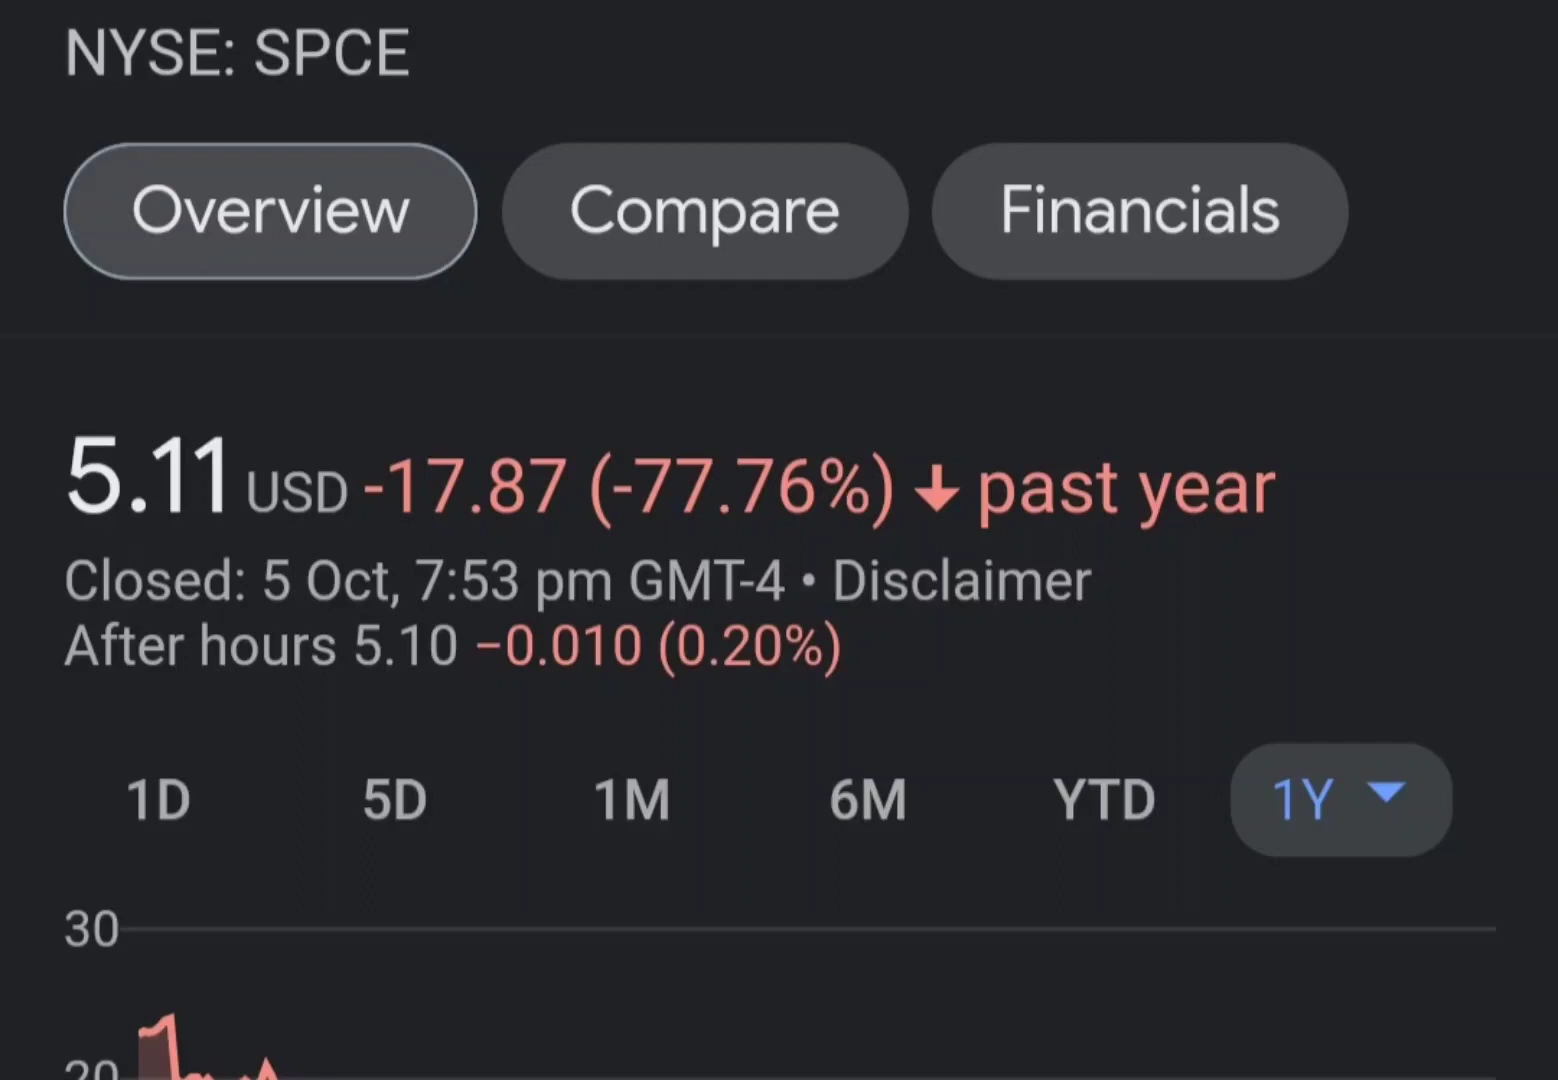 NYSE: SPCE
Overview Compare Financials
5.11 USD -17.87 (-77.76%) ↓ past year
Closed: 5 Oct, 7:53 pm GMT-4 • Disclaimer
After hours 5.10 −0.010 (0.20%)
1D 5D 1M 6M YTD 1Y
30
20